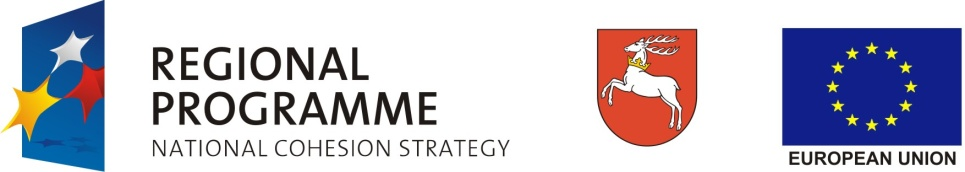 REGIONAL
PROGRAMME
NATIONAL COHESION STRATEGY
EUROPEAN UNION